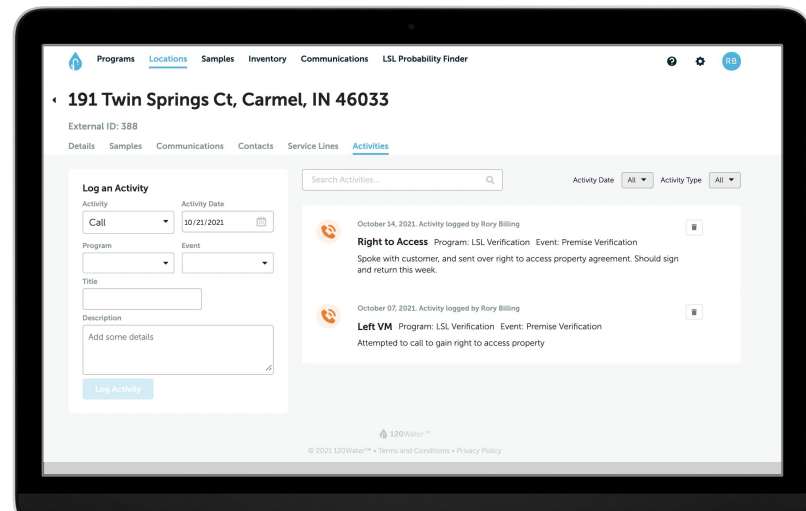 Programs Locations Samples Inventory Communications LSL Probability Finder RB
191 Twin Springs Ct, Carmel, IN 46033
External ID: 388
Details Samples Communications Contacts Service Lines Activities
Log an Activity
Activity Activity Date
Call 10/21/2021
Program Event
Title
Description
Add some details
Log Activity
Search Activities... Activity Date All Activity Type All
October 14, 2021. Activity logged by Rory Billing
Right to Access Program: LSL Verification Event: Premise Verification
Spoke with customer, and sent over right to access property agreement. Should sign
and return this week.
October 07, 2021. Activity logged by Rory Billing
Left VM Program: LSL Verification Event: Premise Verification
Attempted to call to gain right to access property
120Water™
© 2021 120Water™ • Terms and Conditions • Privacy Policy